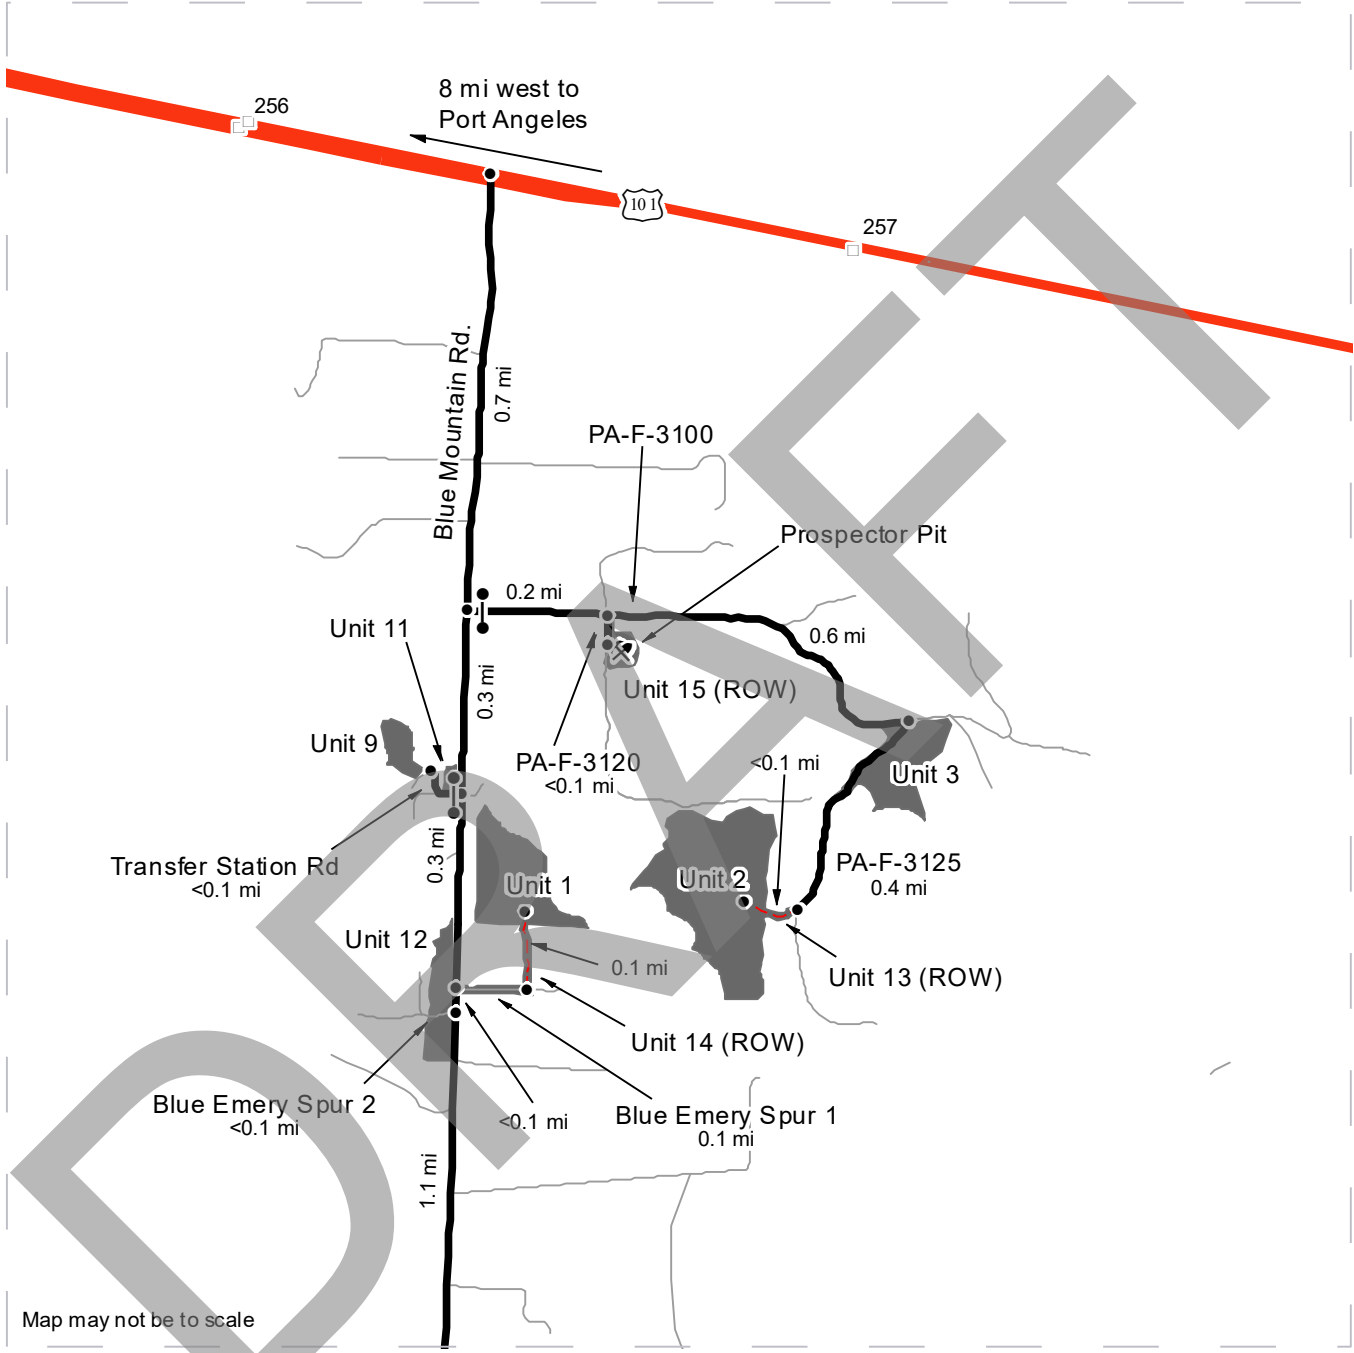 8 mi west to
Port Angeles
256
10 1
257
Blue Mountain Rd.
0.7 mi
PA-F-3100
Prospector Pit
0.2 mi
Unit 11
0.6 mi
0.3 mi
Unit 15 (ROW)
Unit 9
PA-F-3120
<0.1 mi
<0.1 mi
Unit 3
0.3 mi
Transfer Station Rd
<0.1 mi
PA-F-3125
0.4 mi
Unit 1
Unit 2
Unit 12
0.1 mi
Unit 13 (ROW)
Unit 14 (ROW)
Blue Emery Spur 2
<0.1 mi
<0.1 mi
Blue Emery Spur 1
0.1 mi
1.1 mi
Map may not be to scale
DRAFT